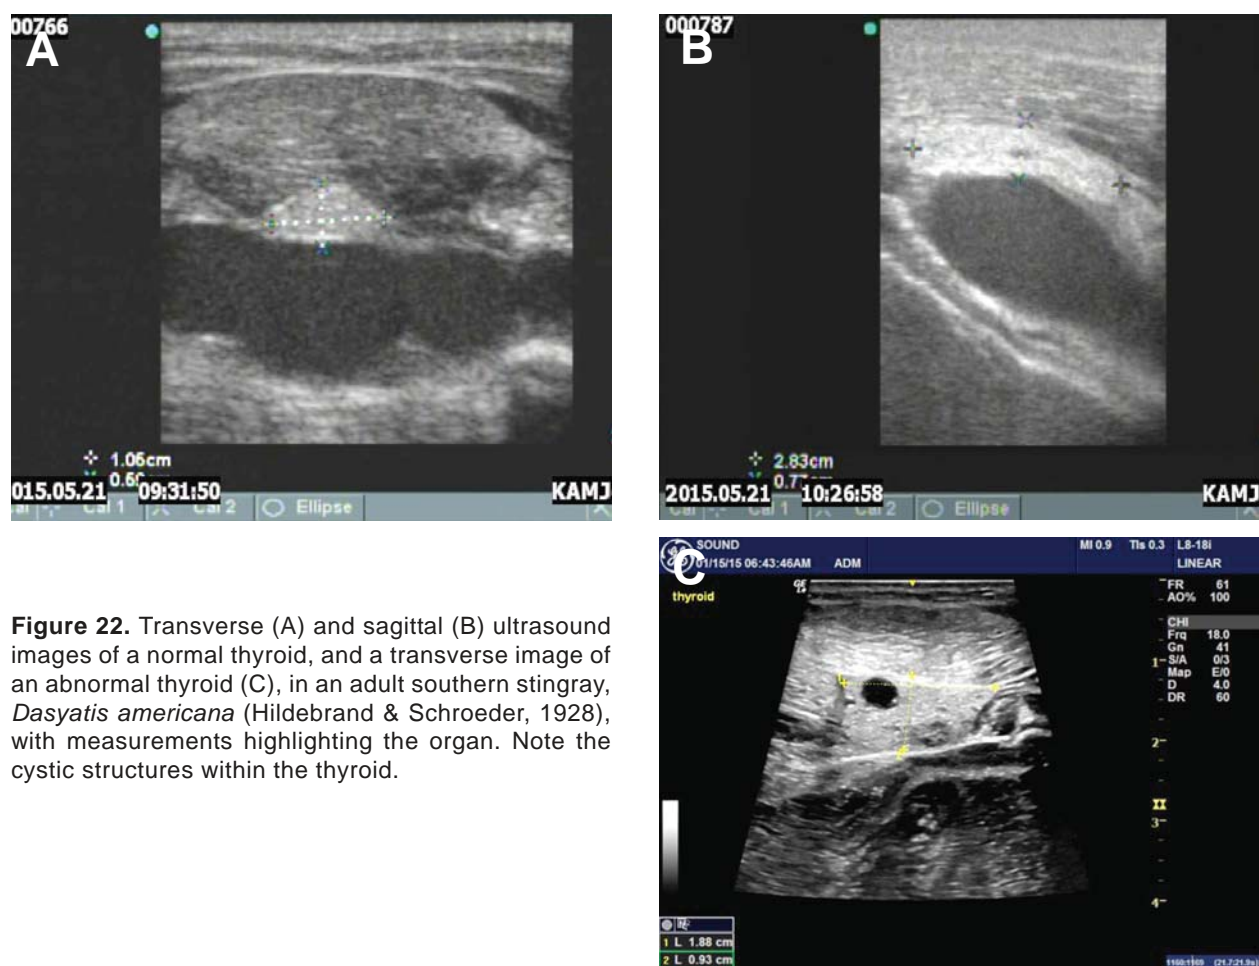 000766
A
1.06cm
015.05.21 09:31:50 KAMJ
Cal 1 Cal 2 Ellipse
000787
B
2.83cm
2015.05.21 10:26:58 KAMJ
Cal Cal 1 Cal 2 Ellipse
C
SOUND
01/15/15 06:43:46AM ADM
MI 0.9 TIs 0.3 L8-18i
LINEAR
thyroid
FR 61
AO% 100
CHI
Frq 18.0
Gn 41
S/A 0/3
Map E/0
D 4.0
DR 60
1
2
3
4
1 L 1.88 cm
2 L 0.93 cm
Figure 22. Transverse (A) and sagittal (B) ultrasound
images of a normal thyroid, and a transverse image of
an abnormal thyroid (C), in an adult southern stingray,
Dasyatis americana (Hildebrand & Schroeder, 1928),
with measurements highlighting the organ. Note the
cystic structures within the thyroid.